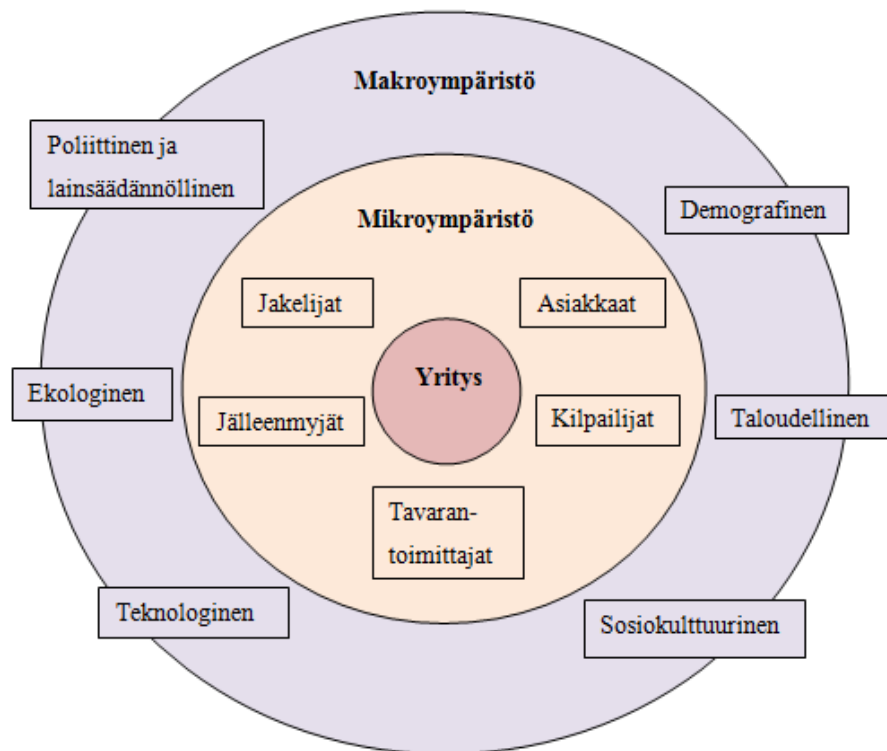 Makroympäristö
Poliittinen ja
lainsäädännöllinen
Demografinen
Mikroympäristö
Jakelijat
Asiakkaat
Yritys
Ekologinen
Jälleenmyjät
Kilpailijat
Taloudellinen
Tavaran-
toimittajat
Teknologinen
Sosiokulttuurinen